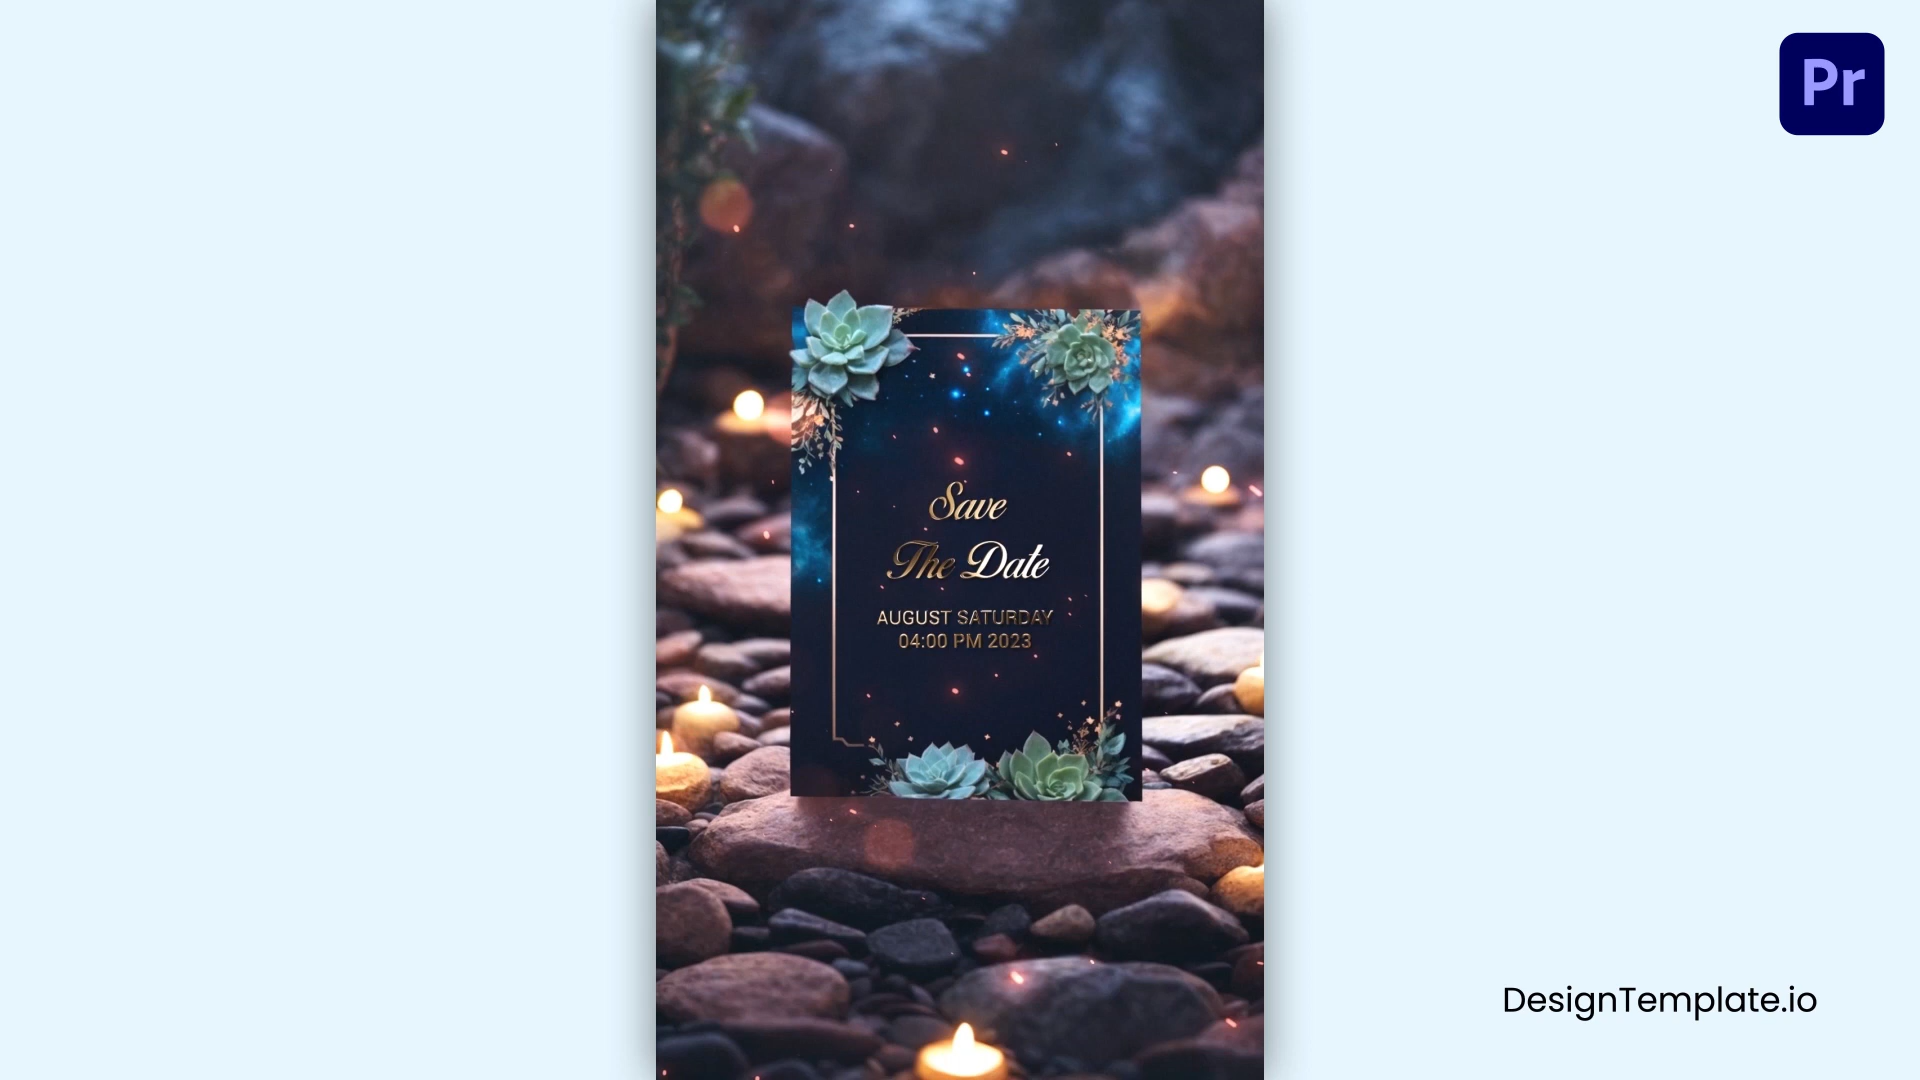 Pr
Save
The Date
AUGUST SATURDAY
04:00 PM 2023
DesignTemplate.io